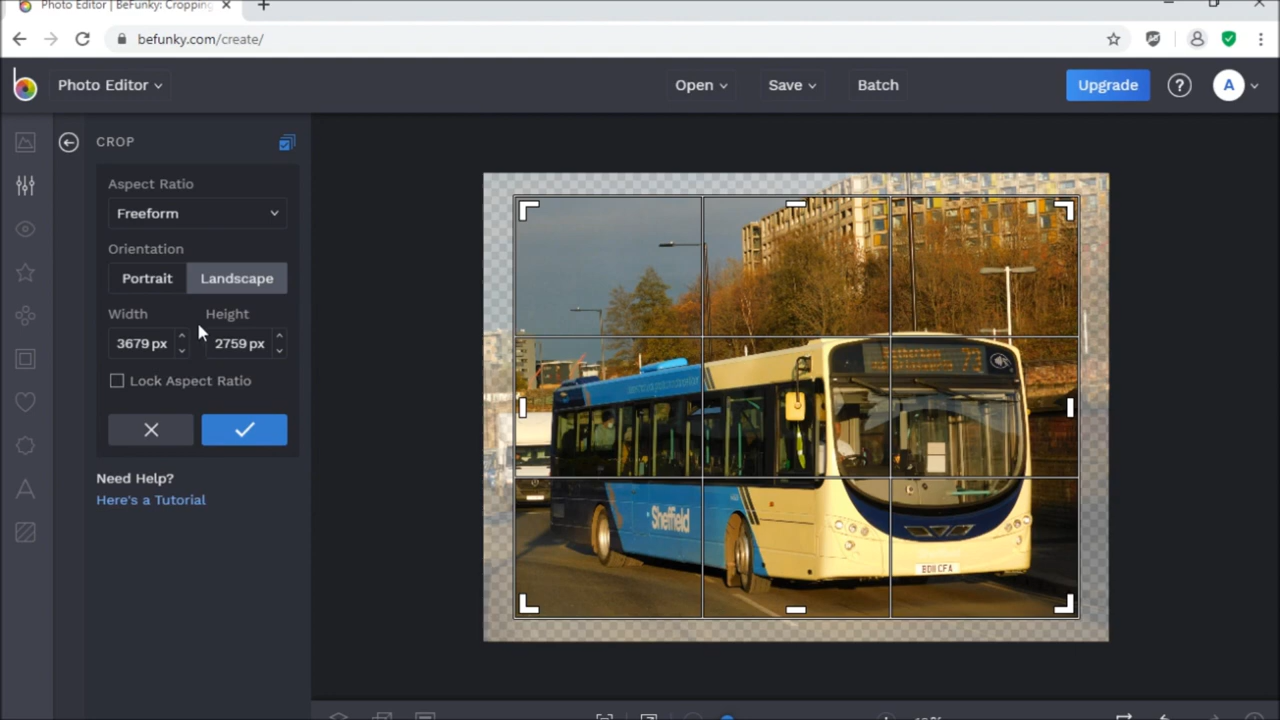 Photo Editor | BeFunky: Cropping
befunky.com/create/
Photo Editor
Open
Save
Batch
Upgrade
?
A
CROP
Aspect Ratio
Freeform
Orientation
Portrait
Landscape
Width
Height
3679 px
2759 px
Lock Aspect Ratio
Need Help?
Here's a Tutorial
Sheffield
BD11 CFA